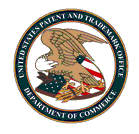 UNITED STATES PATENT AND TRADEMARK OFFICE
DEPARTMENT OF COMMERCE